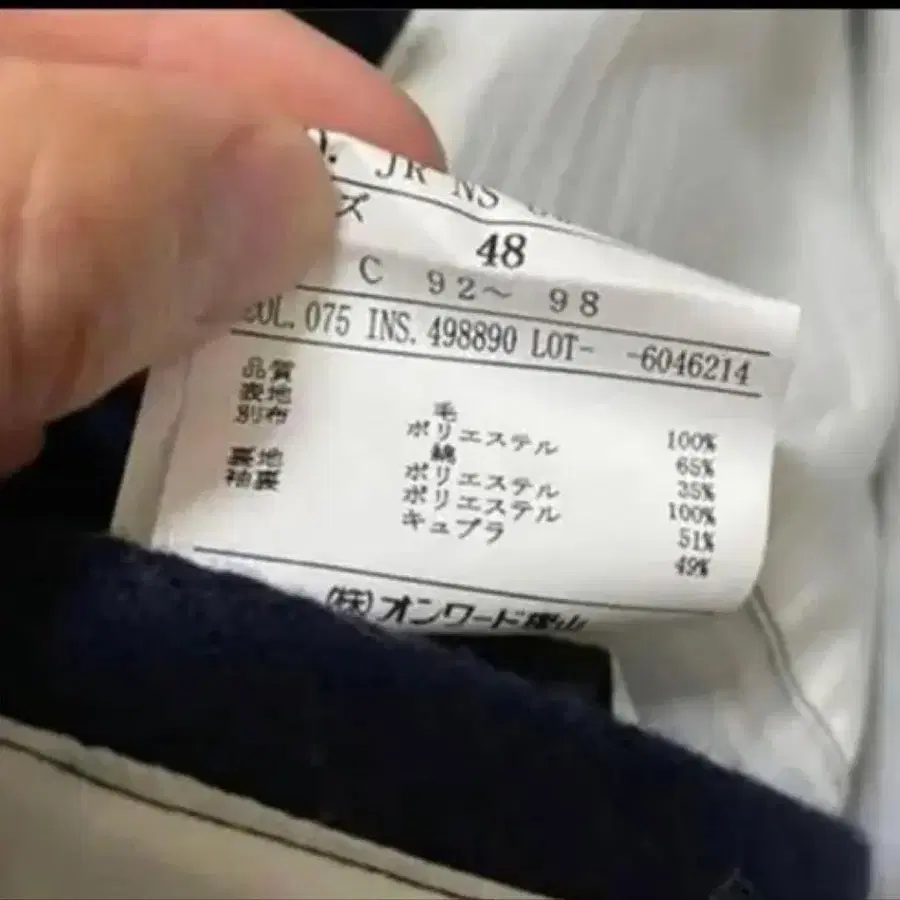 JR NS
ズ 48
C 92～ 98
COL. 075 INS. 498890 LOT- -6046214
品質
表地 毛 100%
別布 ポリエステル 65%
綿 35%
裏地 ポリエステル 100%
袖裏 ポリエステル 51%
キュプラ 49%
(株)オンワード樫山